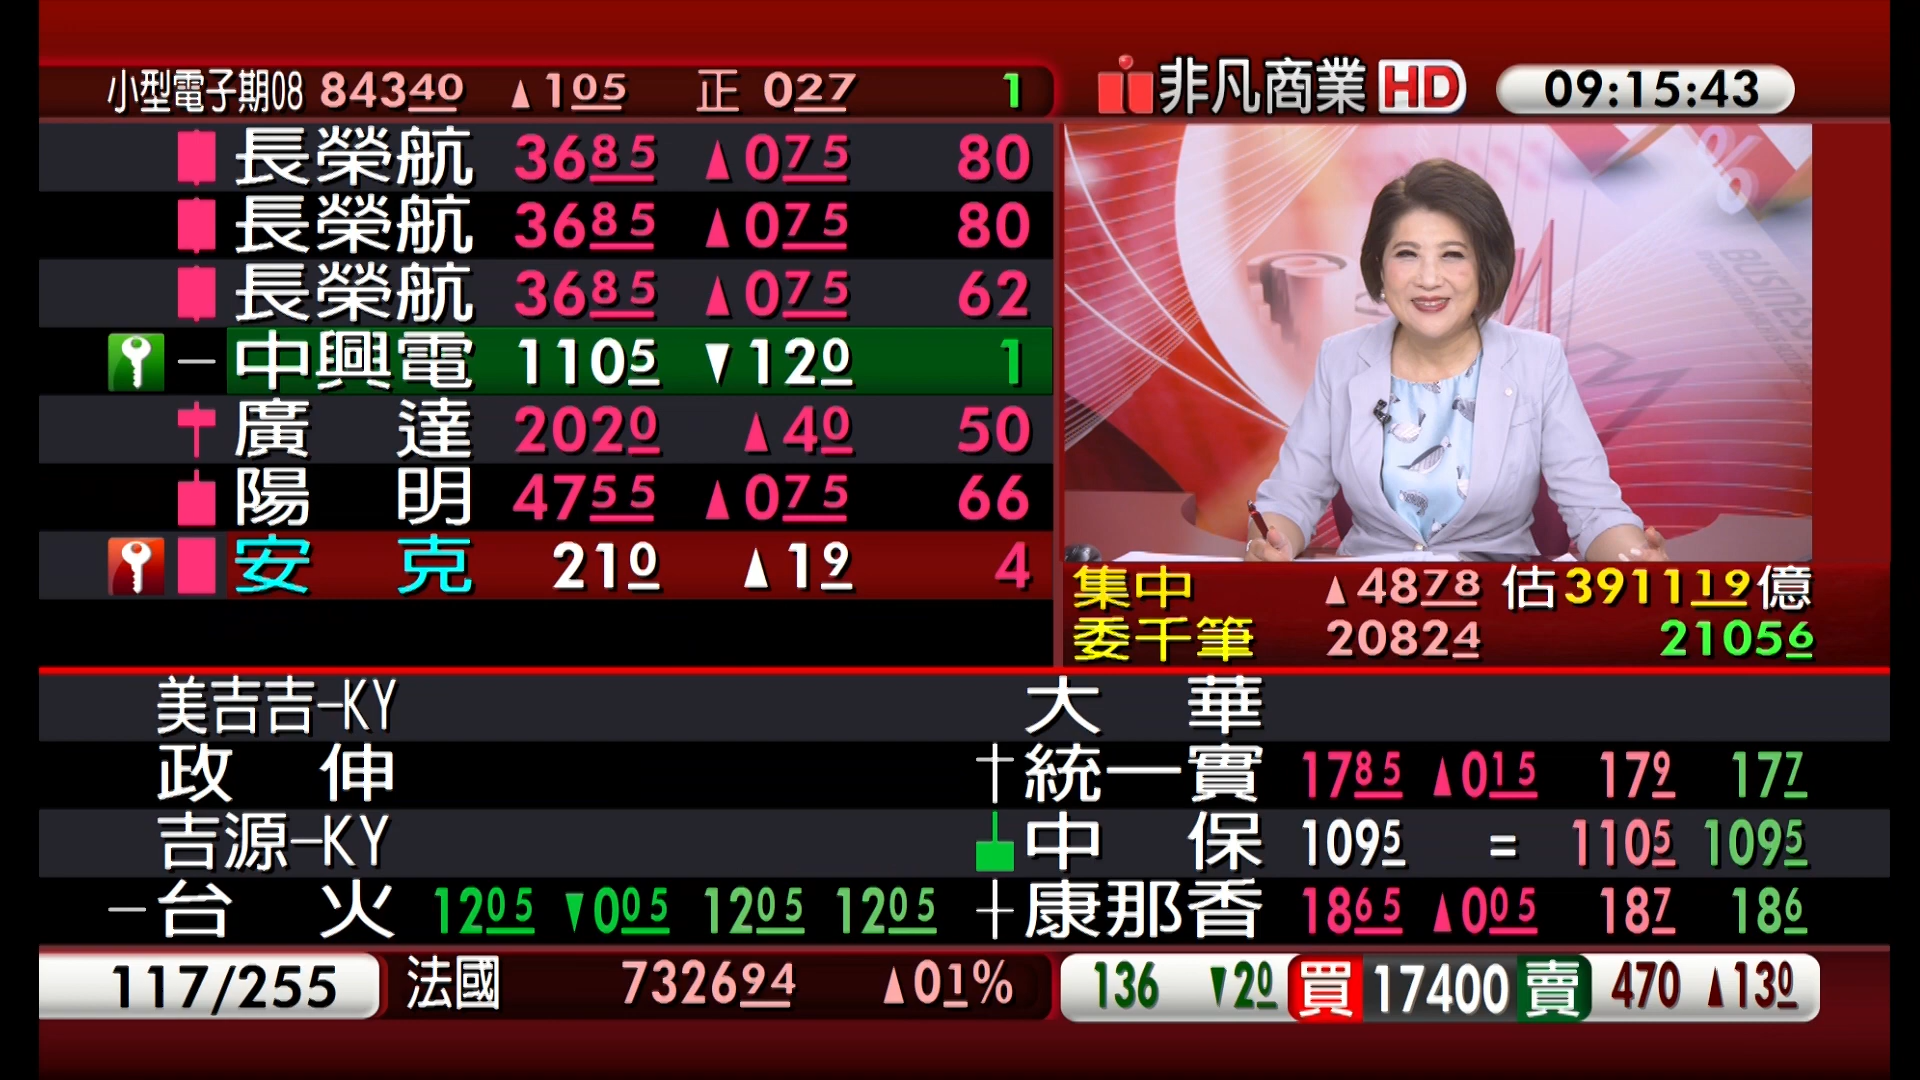 小型電子期08 84340 ▲105 正 027 1
非凡商業HD 09:15:43
長榮航 3685 ▲075 80
長榮航 3685 ▲075 80
長榮航 3685 ▲075 62
中興電 1105 ▼120 1
廣達 2020 ▲40 50
陽明 4755 ▲075 66
安克 210 ▲19 4
集中 ▲4878 估391119億
委千筆 20824 21056
美吉吉-KY
政伸
吉源-KY
台火 1205 ▼005 1205 1205
大華
統一實 1785 ▲015 179 177
中保 1095 = 1105 1095
康那香 1865 ▲005 187 186
117/255 法國 732694 ▲01%
136 ▼20 買 17400 賣 470 ▲130